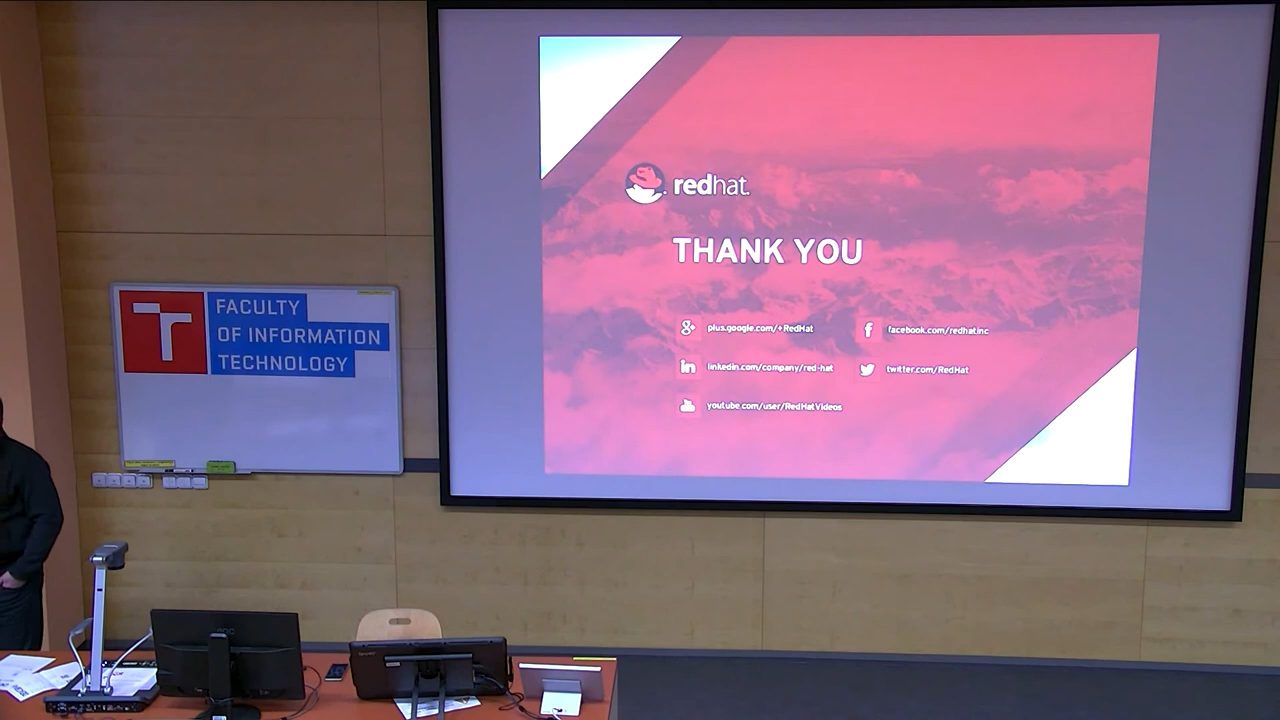 FACULTY
OF INFORMATION
TECHNOLOGY
redhat.
THANK YOU
plus.google.com/+RedHat
facebook.com/redhatinc
linkedin.com/company/red-hat
twitter.com/RedHat
youtube.com/user/RedHatVideos